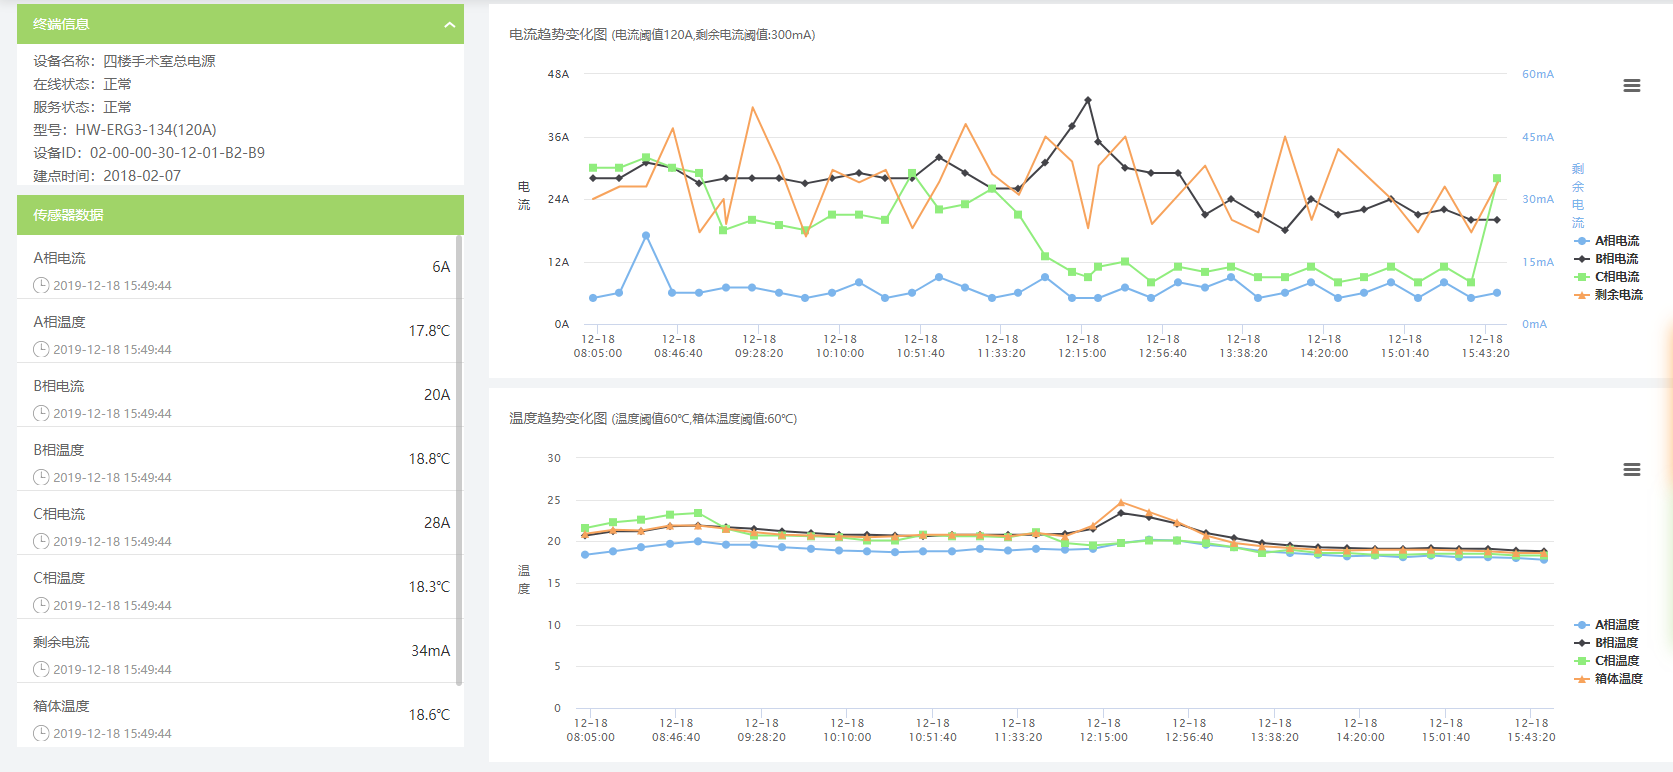 终端信息
设备名称：四楼手术室总电源
在线状态：正常
服务状态：正常
型号：HW-ERG3-134(120A)
设备ID：02-00-00-30-12-01-B2-B9
建点时间：2018-02-07
传感器数据
A相电流
6A
2019-12-18 15:49:44
A相温度
17.8℃
2019-12-18 15:49:44
B相电流
20A
2019-12-18 15:49:44
B相温度
18.8℃
2019-12-18 15:49:44
C相电流
28A
2019-12-18 15:49:44
C相温度
18.3℃
2019-12-18 15:49:44
剩余电流
34mA
2019-12-18 15:49:44
箱体温度
18.6℃
2019-12-18 15:49:44
电流趋势变化图 (电流阈值120A,剩余电流阈值:300mA)
48A
36A
24A
12A
0A
电流
60mA
45mA
30mA
15mA
0mA
剩余电流
A相电流
B相电流
C相电流
剩余电流
12-18 12-18 12-18 12-18 12-18 12-18 12-18 12-18 12-18 12-18 12-18 12-18
08:05:00 08:46:40 09:28:20 10:10:00 10:51:40 11:33:20 12:15:00 12:56:40 13:38:20 14:20:00 15:01:40 15:43:20
温度趋势变化图 (温度阈值60℃,箱体温度阈值:60℃)
30
25
20
15
10
5
0
温度
A相温度
B相温度
C相温度
箱体温度
12-18 12-18 12-18 12-18 12-18 12-18 12-18 12-18 12-18 12-18 12-18 12-18
08:05:00 08:46:40 09:28:20 10:10:00 10:51:40 11:33:20 12:15:00 12:56:40 13:38:20 14:20:00 15:01:40 15:43:20